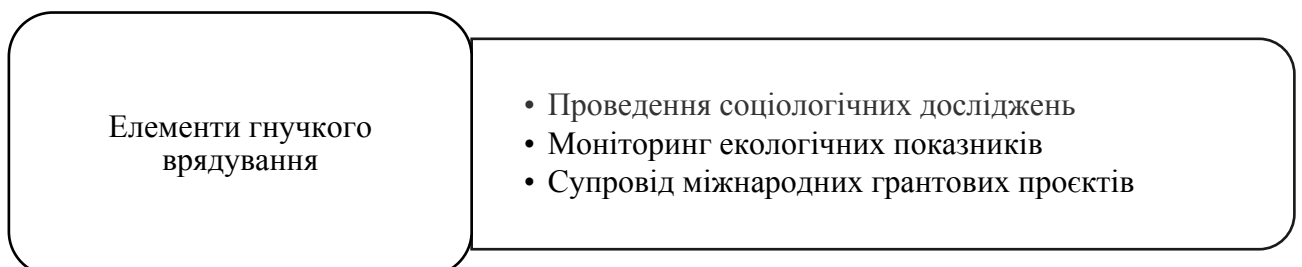 Елементи гнучкого
врядування
• Проведення соціологічних досліджень
• Моніторинг екологічних показників
• Супровід міжнародних грантових проєктів